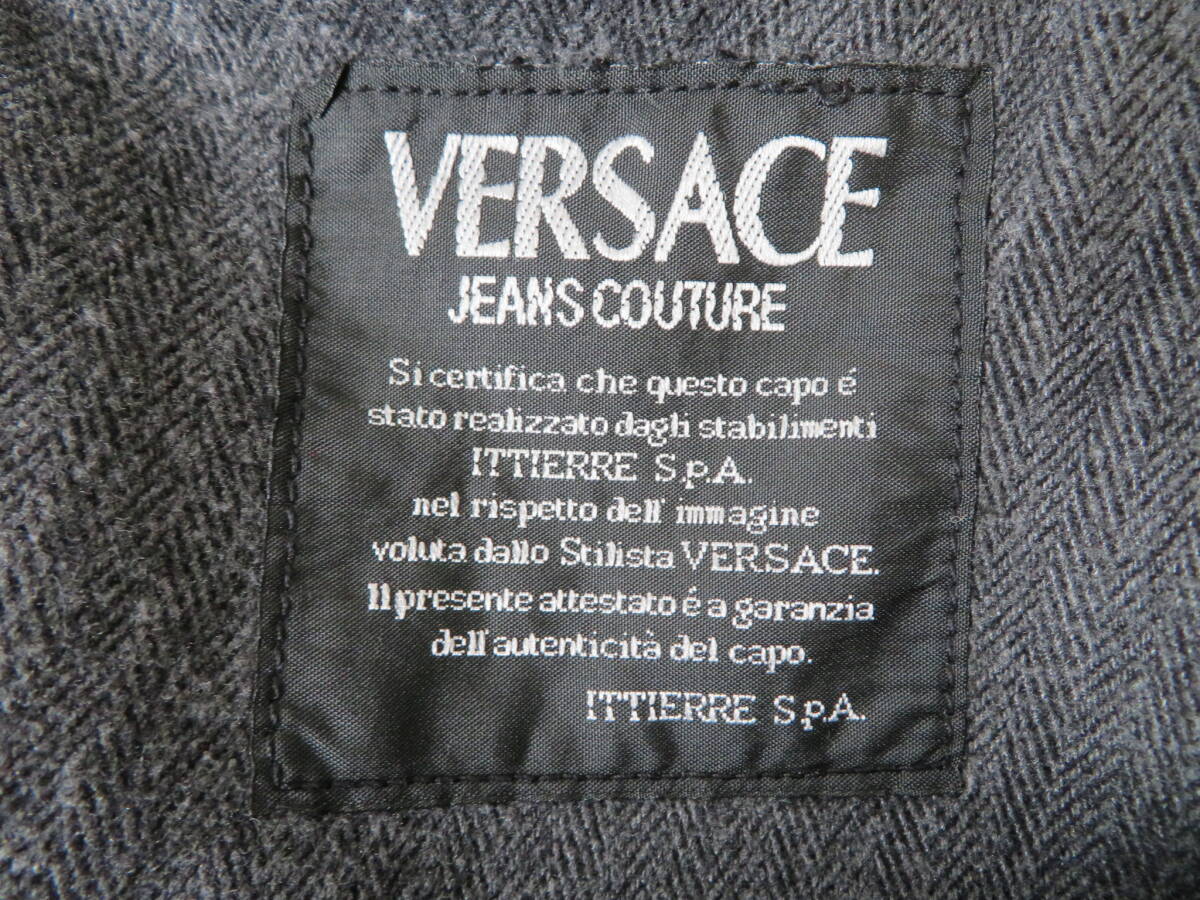 VERSACE
JEANS COUTURE
Si certifica che questo capo é
stato realizzato dagli stabilimenti
ITTIERRE S.p.A.
nel rispetto dell' immagine
voluta dallo Stilista VERSACE.
Il presente attestato é a garanzia
dell'autenticità del capo.
ITTIERRE S.p.A.